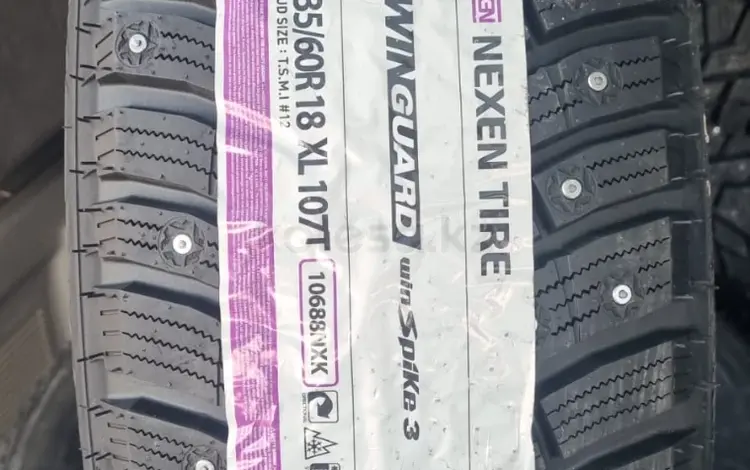 NEXEN TIRE
WINGUARD winSpike 3
35/60R18 XL 107T 10688NXK
UD SIZE : T.S.M.I #12